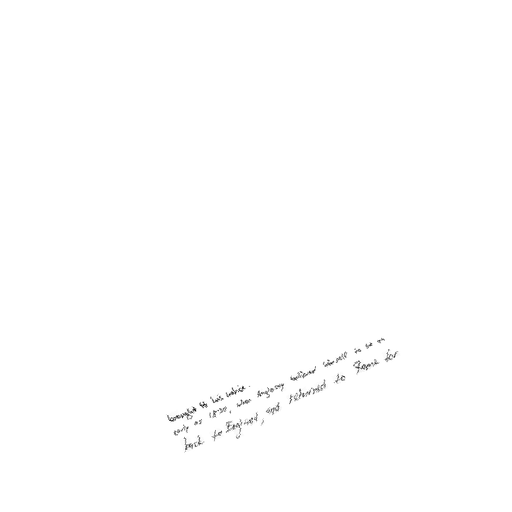 brought to his notice.
early as 1830, when Anglesey believed himself to be on
back to England, and returned to Rome for